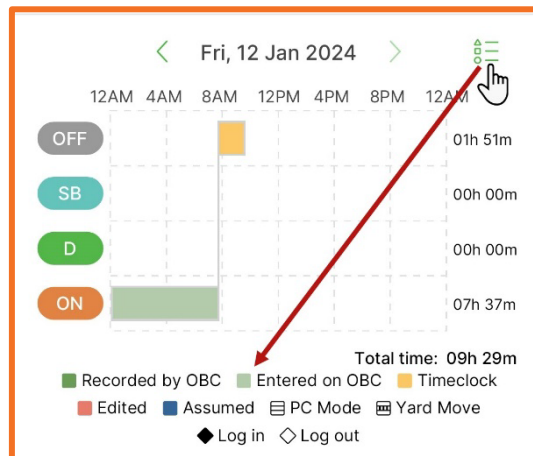 Fri, 12 Jan 2024
12AM 4AM 8AM 12PM 4PM 8PM 12AM
OFF 01h 51m
SB 00h 00m
D 00h 00m
ON 07h 37m
Total time: 09h 29m
Recorded by OBC Entered on OBC Timeclock
Edited Assumed PC Mode Yard Move
Log in Log out